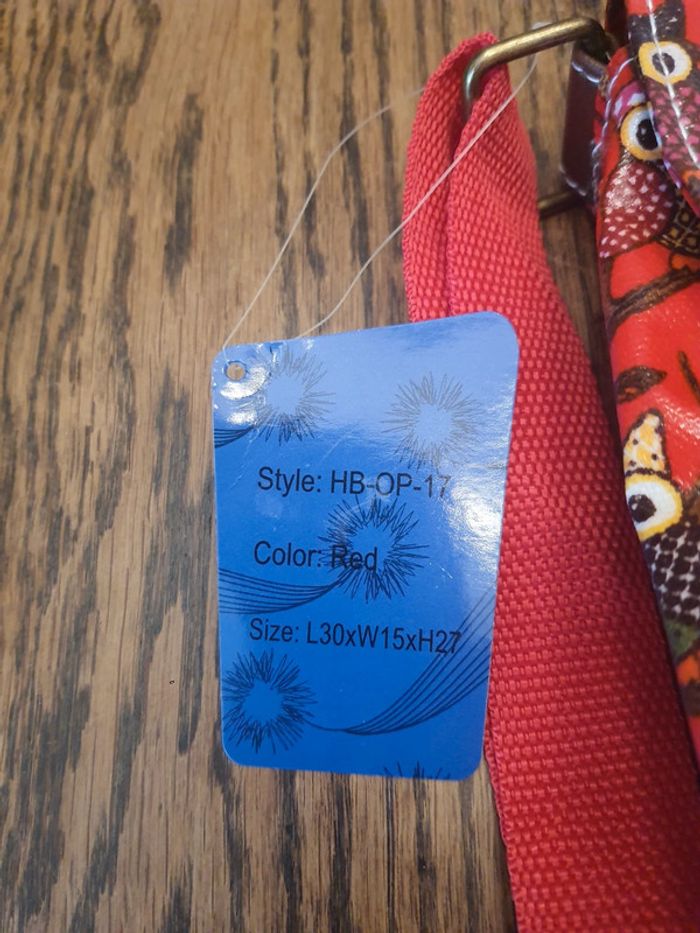 Style: HB-OP-17
Color: Red
Size: L30xW15xH27